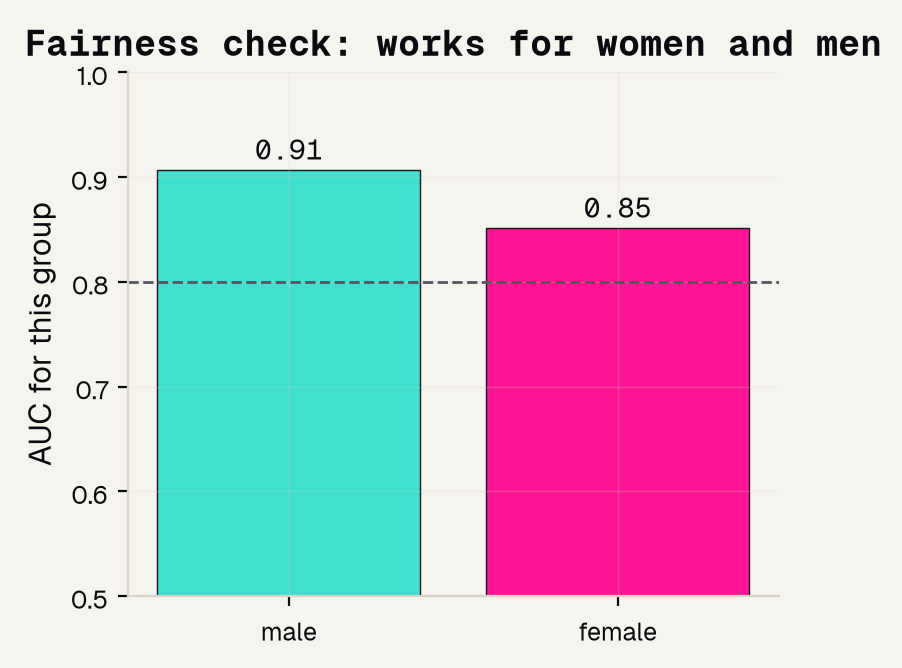 Fairness check: works for women and men
AUC for this group
1.0
0.9
0.8
0.7
0.6
0.5
0.91
0.85
male
female